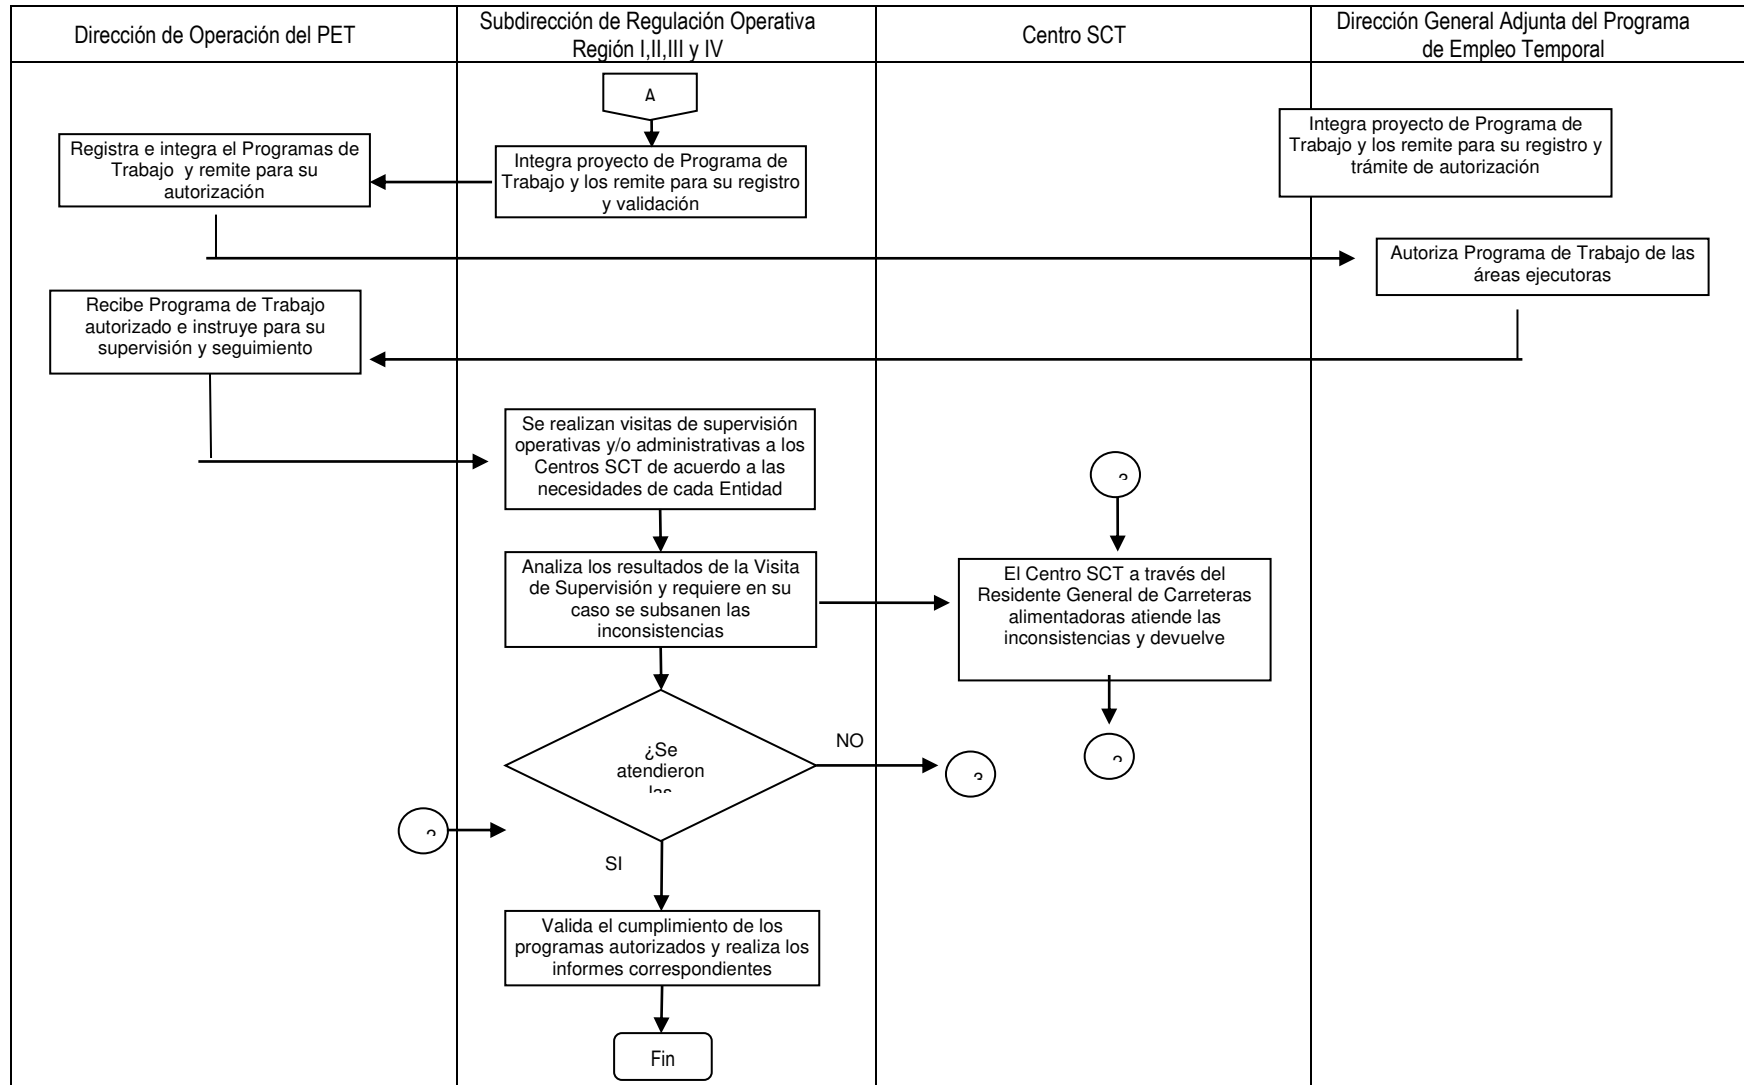 Dirección de Operación del PET
Subdirección de Regulación Operativa
Región I,II,III y IV
Centro SCT
Dirección General Adjunta del Programa
de Empleo Temporal
A
Integra proyecto de Programa de
Trabajo y los remite para su registro y
trámite de autorización
Registra e integra el Programas de
Trabajo y remite para su
autorización
Integra proyecto de Programa de
Trabajo y los remite para su registro
y validación
Autoriza Programa de Trabajo de las
áreas ejecutoras
Recibe Programa de Trabajo
autorizado e instruye para su
supervisión y seguimiento
Se realizan visitas de supervisión
operativas y/o administrativas a los
Centros SCT de acuerdo a las
necesidades de cada Entidad
Analiza los resultados de la Visita
de Supervisión y requiere en su
caso se subsanen las
inconsistencias
El Centro SCT a través del
Residente General de Carreteras
alimentadoras atiende las
inconsistencias y devuelve
¿Se
atendieron
las
NO
SI
Valida el cumplimiento de los
programas autorizados y realiza los
informes correspondientes
Fin